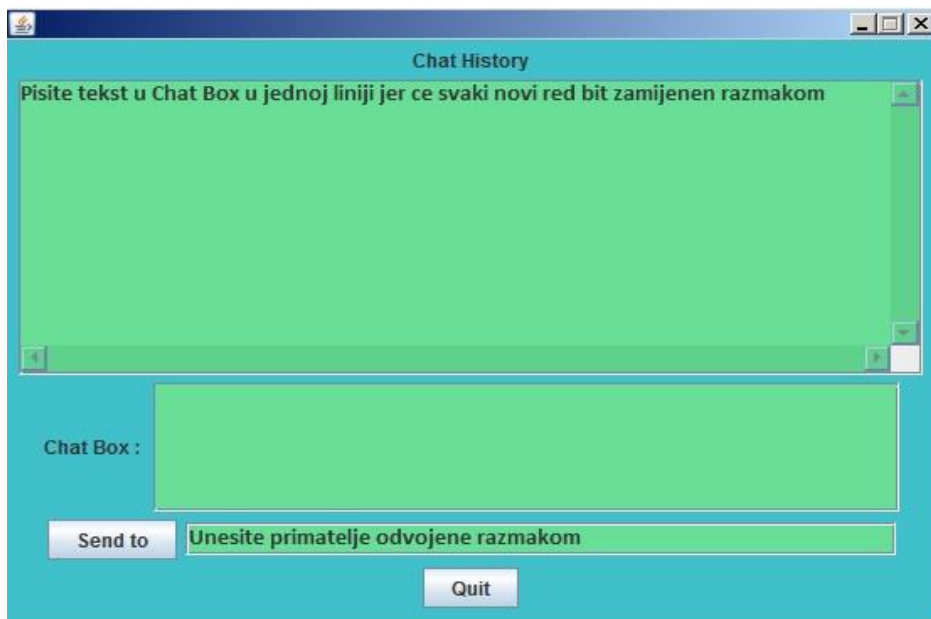 Chat History
Pisite tekst u Chat Box u jednoj liniji jer ce svaki novi red bit zamijenen razmakom
Chat Box :
Send to
Unesite primatelje odvojene razmakom
Quit